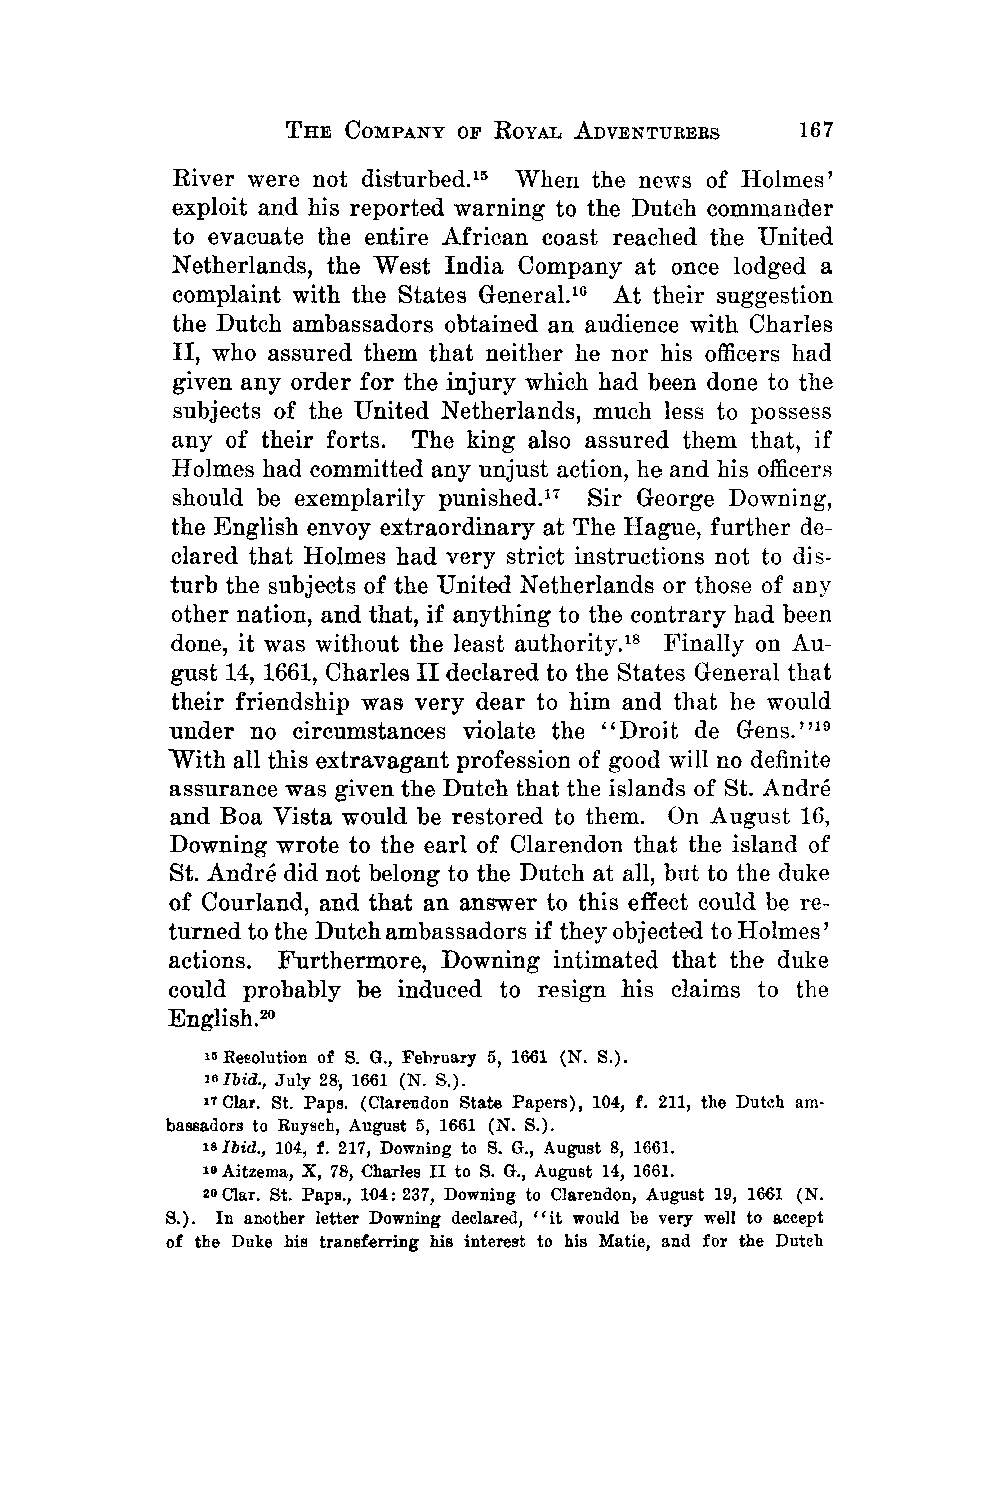 THE COMPANY OF ROYAL ADVENTURERS 167
River were not disturbed.¹⁵ When the news of Holmes'
exploit and his reported warning to the Dutch commander
to evacuate the entire African coast reached the United
Netherlands, the West India Company at once lodged a
complaint with the States General.¹⁶ At their suggestion
the Dutch ambassadors obtained an audience with Charles
II, who assured them that neither he nor his officers had
given any order for the injury which had been done to the
subjects of the United Netherlands, much less to possess
any of their forts. The king also assured them that, if
Holmes had committed any unjust action, he and his officers
should be exemplarily punished.¹⁷ Sir George Downing,
the English envoy extraordinary at The Hague, further de-
clared that Holmes had very strict instructions not to dis-
turb the subjects of the United Netherlands or those of any
other nation, and that, if anything to the contrary had been
done, it was without the least authority.¹⁸ Finally on Au-
gust 14, 1661, Charles II declared to the States General that
their friendship was very dear to him and that he would
under no circumstances violate the "Droit de Gens."¹⁹
With all this extravagant profession of good will no definite
assurance was given the Dutch that the islands of St. André
and Boa Vista would be restored to them. On August 16,
Downing wrote to the earl of Clarendon that the island of
St. André did not belong to the Dutch at all, but to the duke
of Courland, and that an answer to this effect could be re-
turned to the Dutch ambassadors if they objected to Holmes'
actions. Furthermore, Downing intimated that the duke
could probably be induced to resign his claims to the
English.²⁰
¹⁵ Resolution of S. G., February 5, 1661 (N. S.).
¹⁶ Ibid., July 28, 1661 (N. S.).
¹⁷ Clar. St. Paps. (Clarendon State Papers), 104, f. 211, the Dutch am-
bassadors to Ruysch, August 5, 1661 (N. S.).
¹⁸ Ibid., 104, f. 217, Downing to S. G., August 8, 1661.
¹⁹ Aitzema, X, 78, Charles II to S. G., August 14, 1661.
²⁰ Clar. St. Paps., 104: 237, Downing to Clarendon, August 19, 1661 (N.
S.). In another letter Downing declared, "it would be very well to accept
of the Duke his transferring his interest to his Matie, and for the Dutch